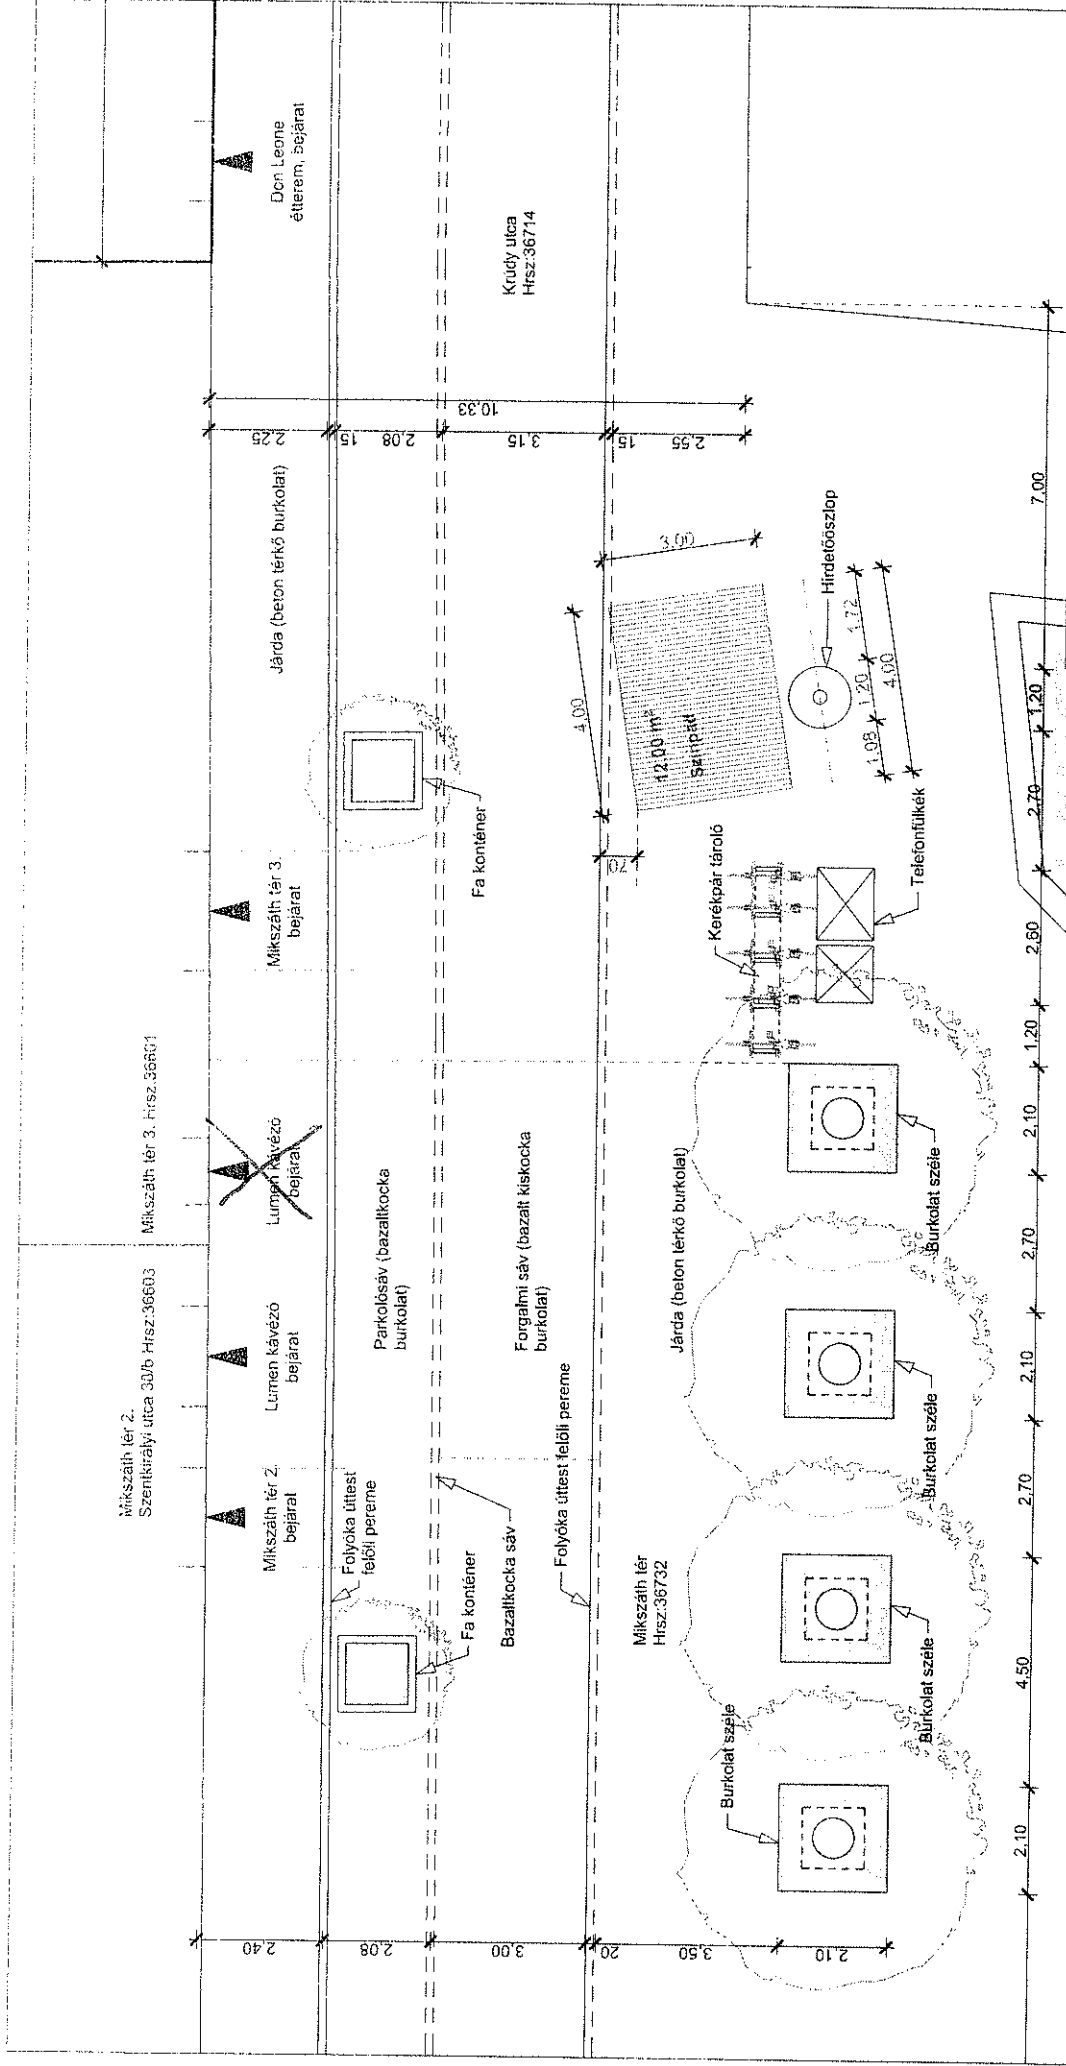 Mikszáth tér 2.
Szentkirályi utca 30/b Hrsz:36603
Mikszáth tér 3. Hrsz.36601
Mikszáth tér 2.
bejárat
Lumen kávézó
bejárat
Lumen kávézó
bejárat
Mikszáth tér 3.
bejárat
Don Leone
étterem, bejárat
Járda (beton térkő burkolat)
Folyóka úttest
felőli pereme
Fa konténer
Bazaltkocka sáv
Parkolósáv (bazaltkocka
burkolat)
Forgalmi sáv (bazalt kiskocka
burkolat)
Fa konténer
Krúdy utca
Hrsz:36714
Folyóka úttest felőli pereme
Mikszáth tér
Hrsz:36732
Járda (beton térkő burkolat)
Burkolat széle
Burkolat széle
Burkolat széle
Burkolat széle
Kerékpár tároló
Telefonfülkék
12.00 m²
Színpad
Hirdetőoszlop
2,40
2,08
3,00
20
3,50
2,10
2,25
15
2,08
3,15
15
2,55
10,33
4,00
3,00
70
1,08
1,20
1,72
4,00
2,10
4,50
2,70
2,10
2,70
2,10
1,20
2,60
2,70
1,20
7,00